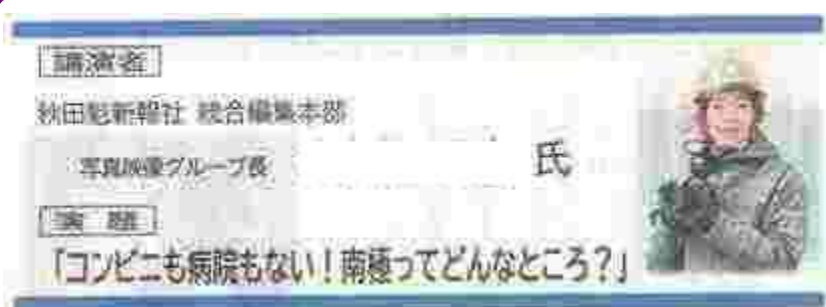 講演者
秋田魁新報社 統合編集本部
写真映像グループ長 氏
演題
「コンビニも病院もない！南極ってどんなところ？」